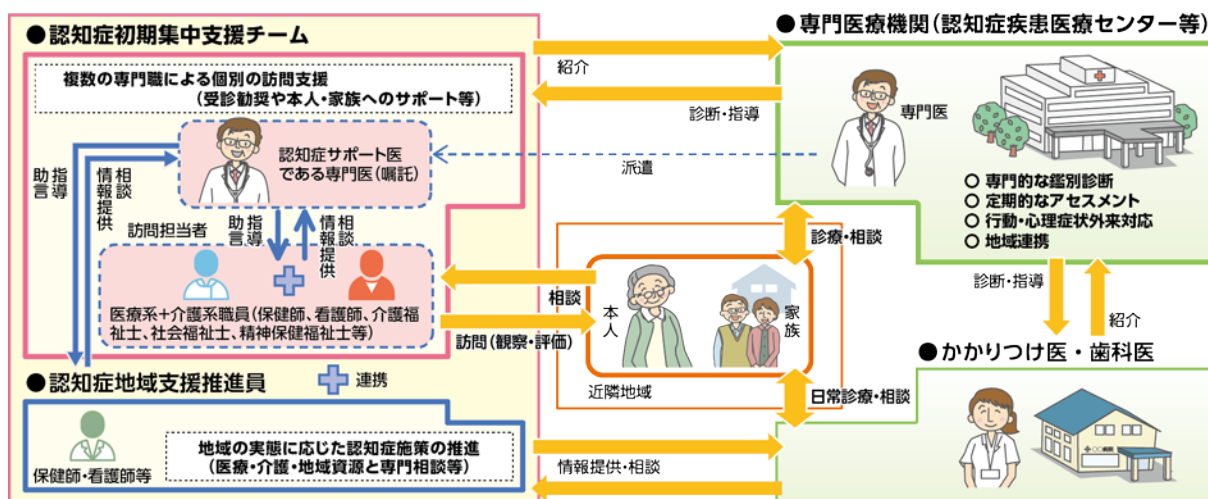 ●認知症初期集中支援チーム
複数の専門職による個別の訪問支援
(受診勧奨や本人・家族へのサポート等)
認知症サポート医
である専門医(嘱託)
指導
助言
相談
情報提供
訪問担当者
指導
助言
相談
情報提供
医療系+介護系職員(保健師、看護師、介護福
祉士、社会福祉士、精神保健福祉士等)
●認知症地域支援推進員
連携
保健師・看護師等
地域の実態に応じた認知症施策の推進
(医療・介護・地域資源と専門相談等)
紹介
診断・指導
派遣
相談
訪問(観察・評価)
本人
家族
近隣地域
診療・相談
日常診療・相談
情報提供・相談
●専門医療機関(認知症疾患医療センター等)
専門医
○ 専門的な鑑別診断
○ 定期的なアセスメント
○ 行動・心理症状外来対応
○ 地域連携
診断・指導
紹介
●かかりつけ医・歯科医